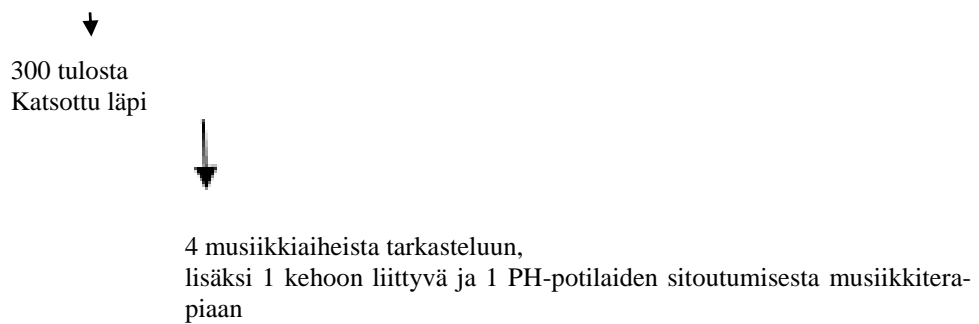 300 tulosta
Katsottu läpi
4 musiikkiaiheista tarkasteluun,
lisäksi 1 kehoon liittyvä ja 1 PH-potilaiden sitoutumisesta musiikkitera-
piaan